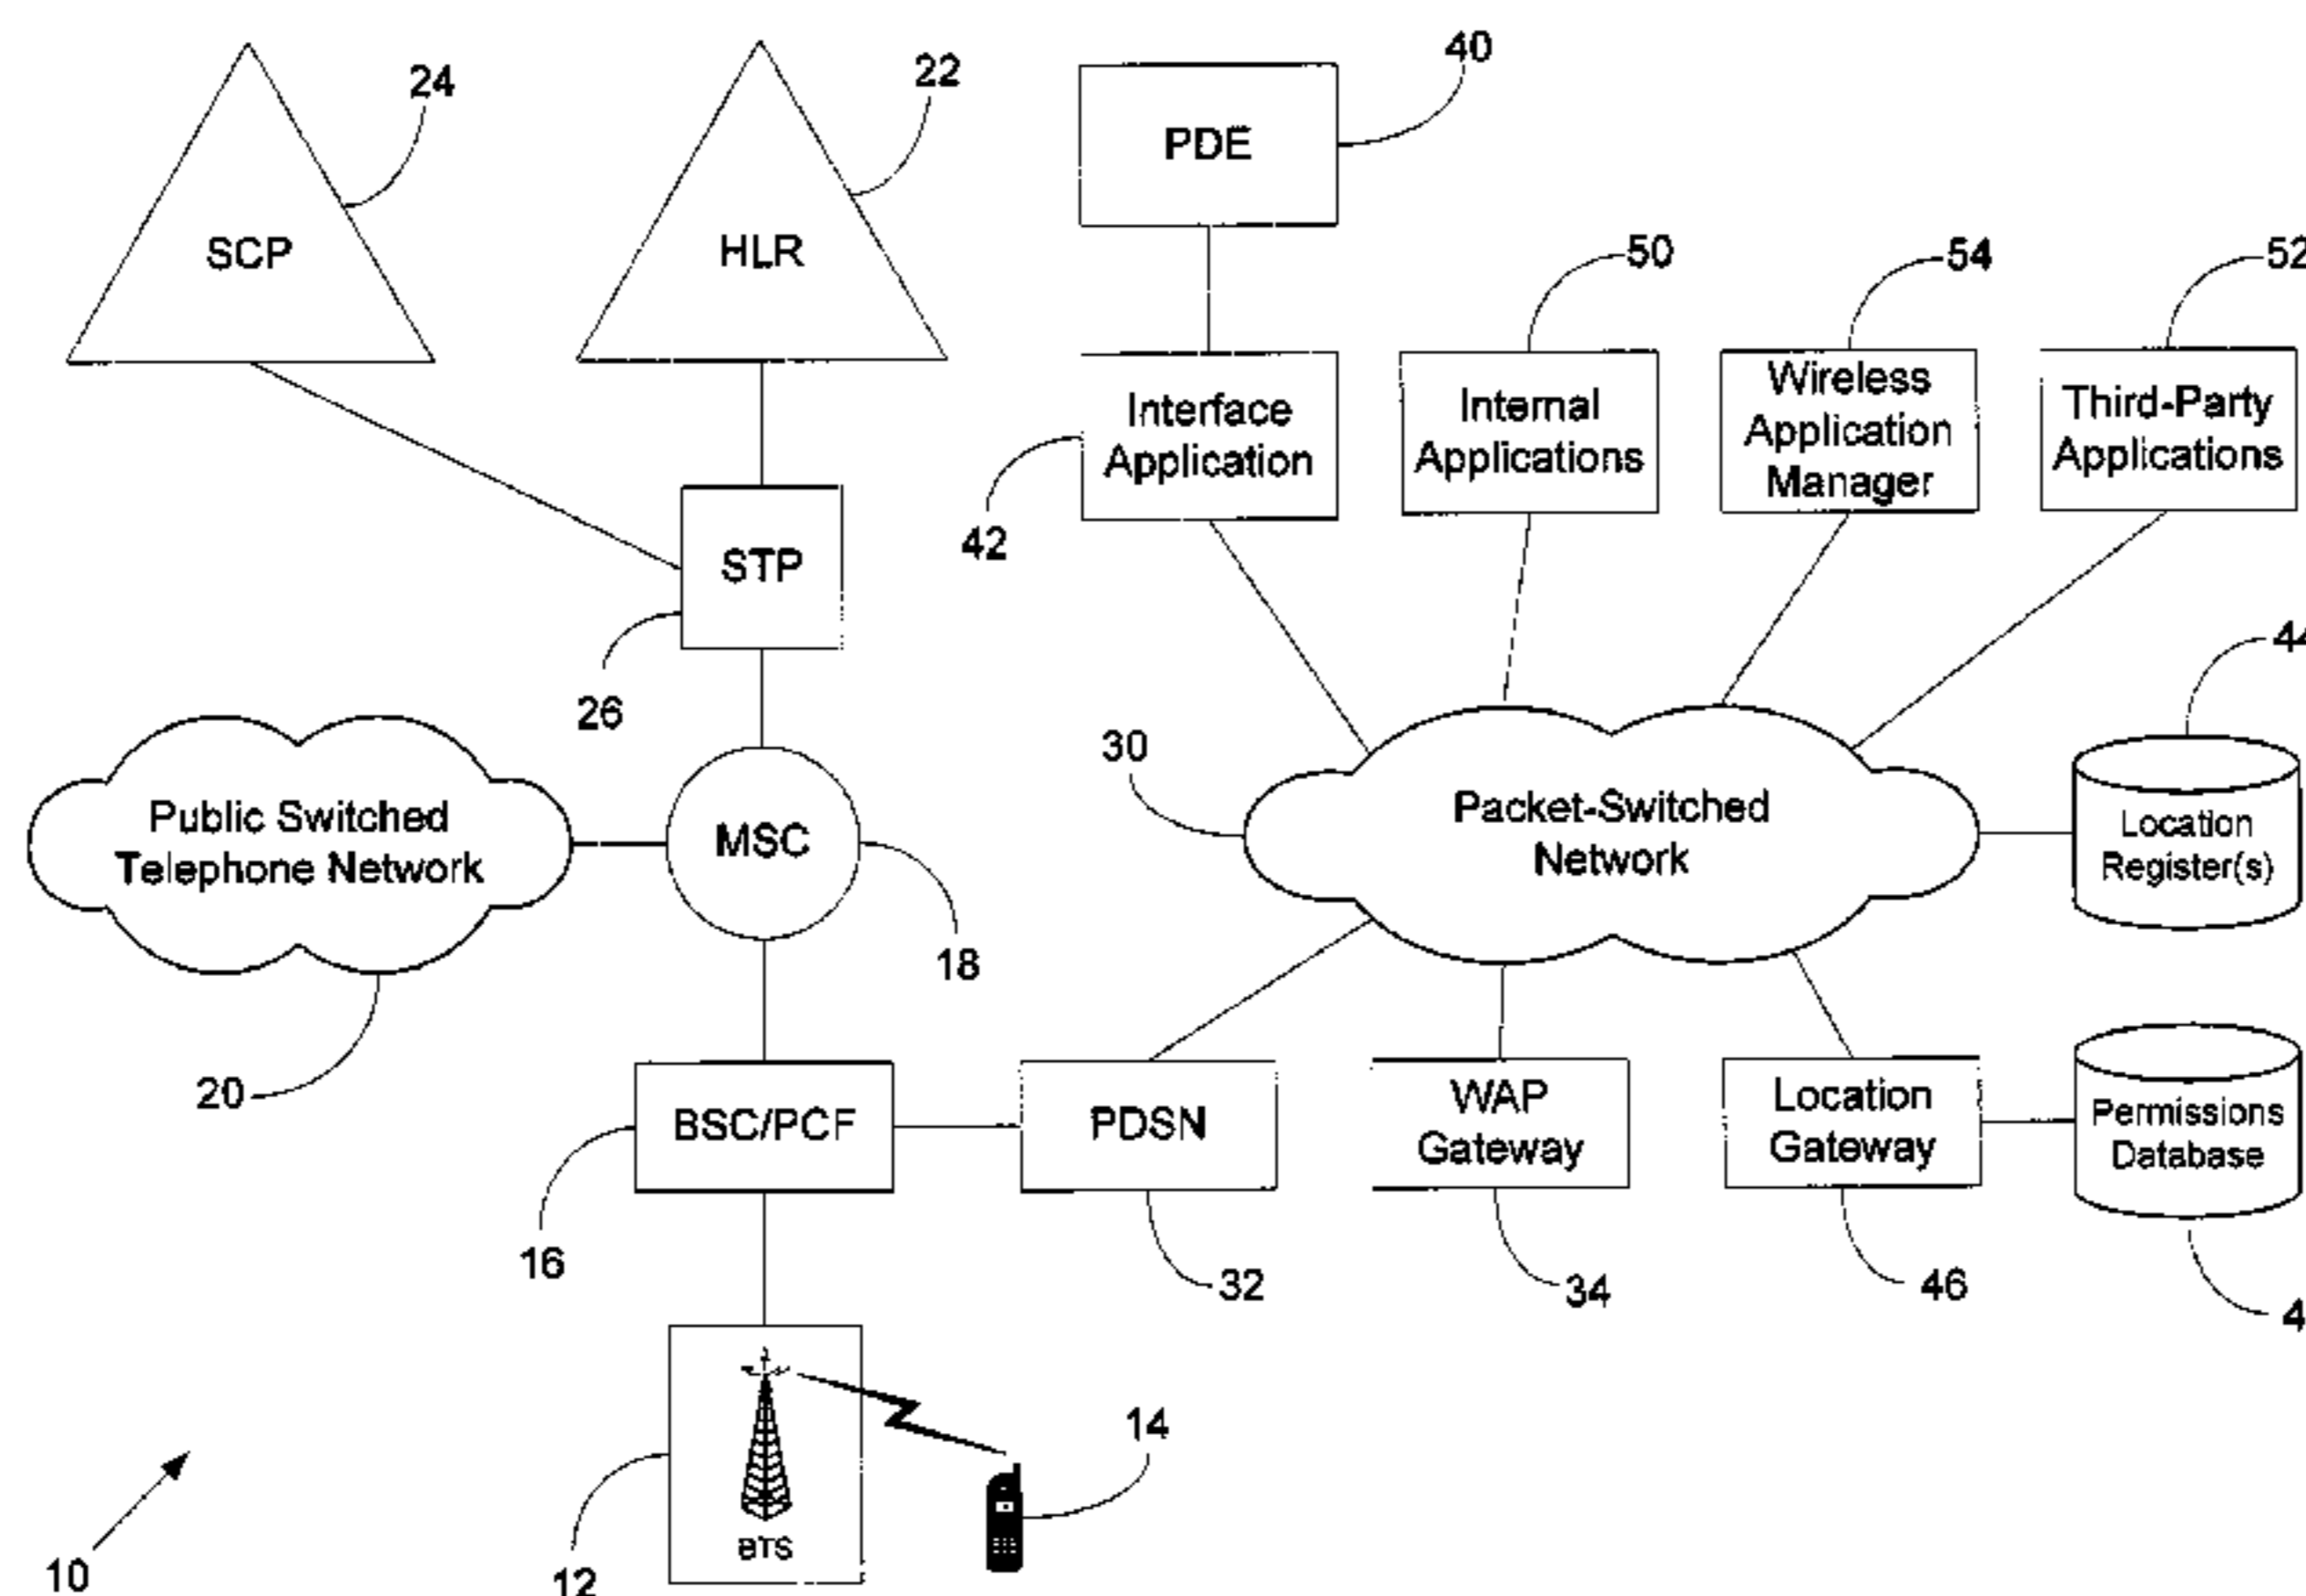 24
22
40
SCP
HLR
PDE
50
54
52
Interface
Application
Internal
Applications
Wireless
Application
Manager
Third-Party
Applications
42
STP
26
44
30
Public Switched
Telephone Network
MSC
Packet-Switched
Network
Location
Register(s)
18
20
BSC/PCF
PDSN
WAP
Gateway
Location
Gateway
Permissions
Database
16
32
34
46
4
14
BTS
10
12